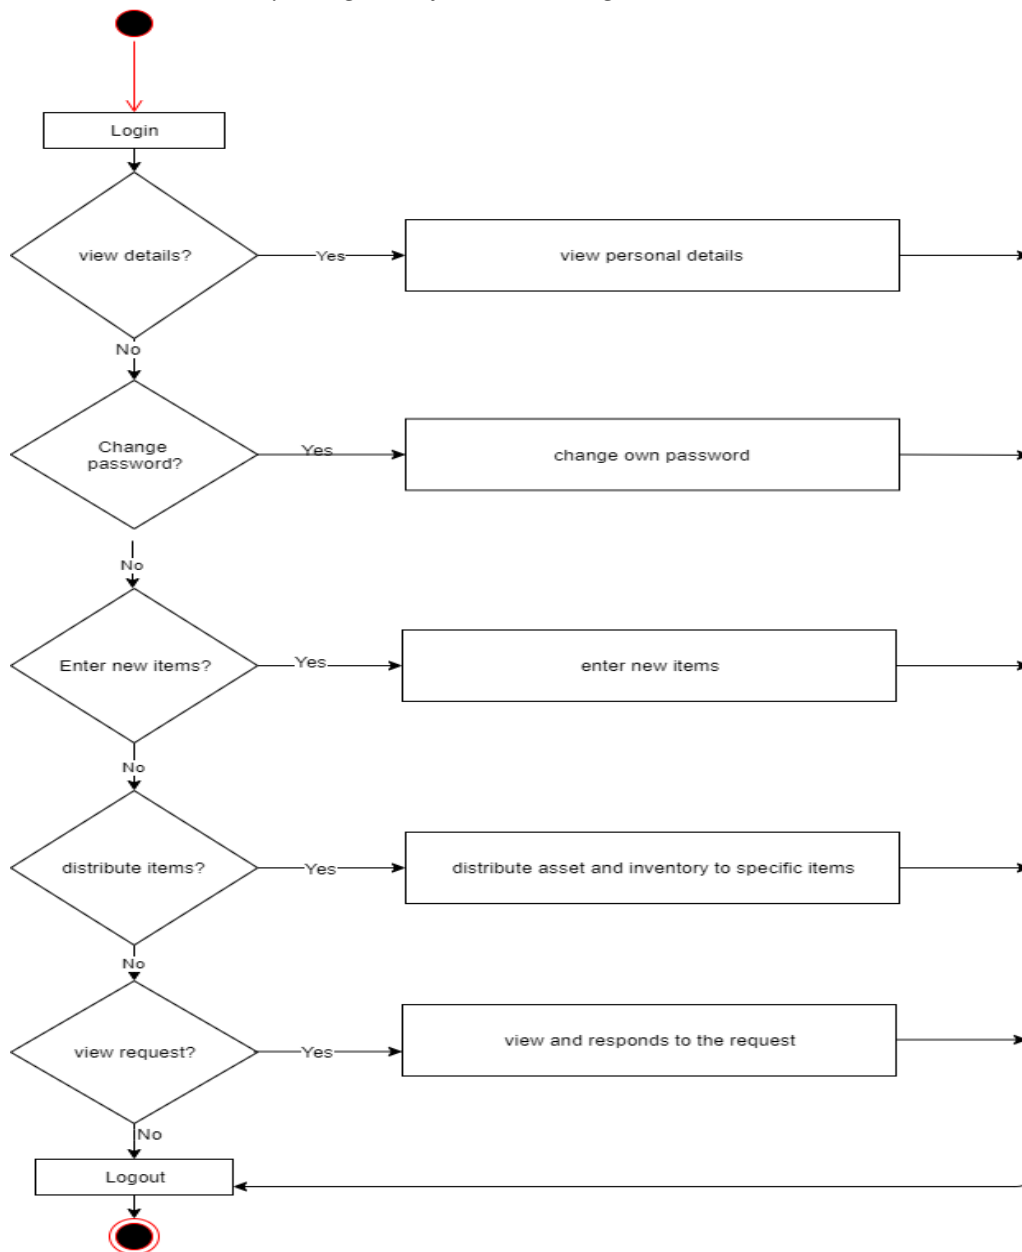 Login
view details?
Yes
view personal details
No
Change
password?
Yes
change own password
No
Enter new items?
Yes
enter new items
No
distribute items?
Yes
distribute asset and inventory to specific items
No
view request?
Yes
view and responds to the request
No
Logout